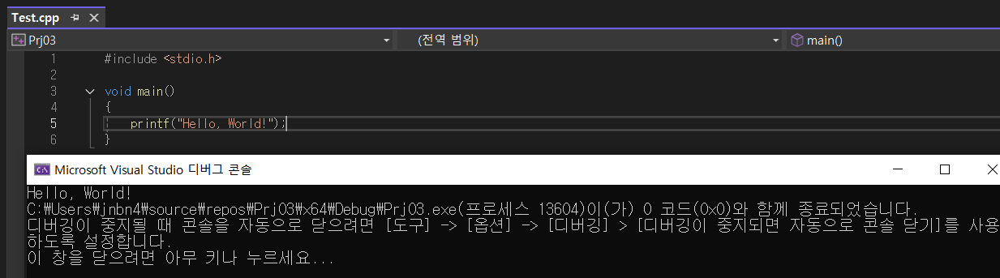 Test.cpp
Prj03
(전역 범위)
main()
1 #include <stdio.h>
2
3 void main()
4 {
5 printf("Hello, World!");
6 }
Microsoft Visual Studio 디버그 콘솔
Hello, World!
C:₩Users₩jnbn4₩source₩repos₩Prj03₩x64₩Debug₩Prj03.exe(프로세스 13604)이(가) 0 코드(0x0)와 함께 종료되었습니다.
디버깅이 중지될 때 콘솔을 자동으로 닫으려면 [도구] -> [옵션] -> [디버깅] > [디버깅이 중지되면 자동으로 콘솔 닫기]를 사용
하도록 설정합니다.
이 창을 닫으려면 아무 키나 누르세요...